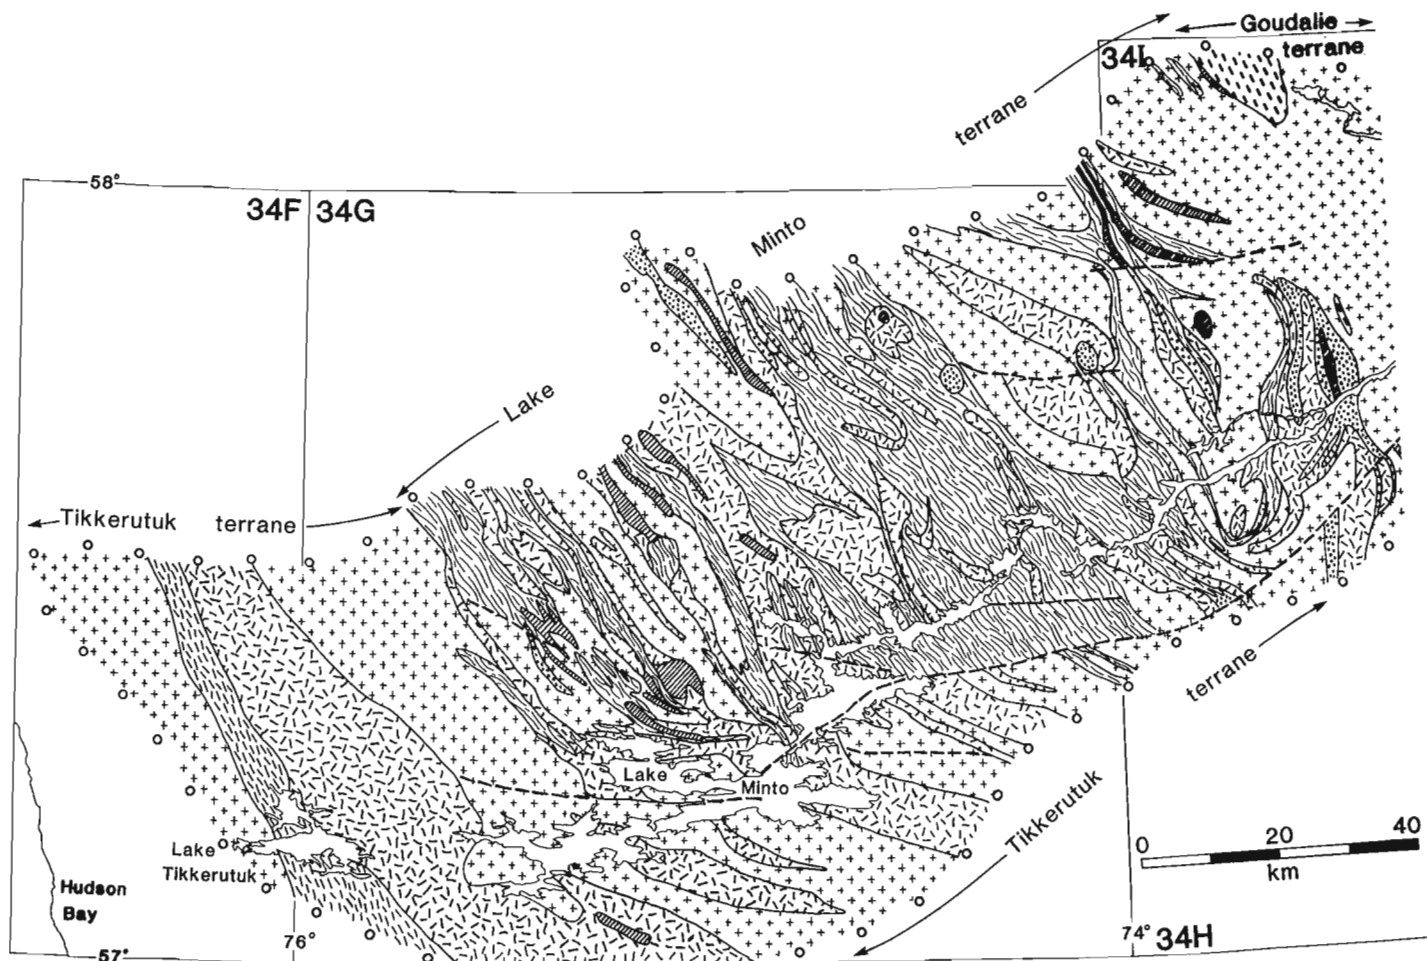 Goudalie
terrane
34I
terrane
58°
34F 34G
Minto
Lake
Tikkerutuk terrane
terrane
Lake
Minto
Tikkerutuk
Lake
Tikkerutuk
0 20 40
km
Hudson
Bay
57°
76°
74°
34H